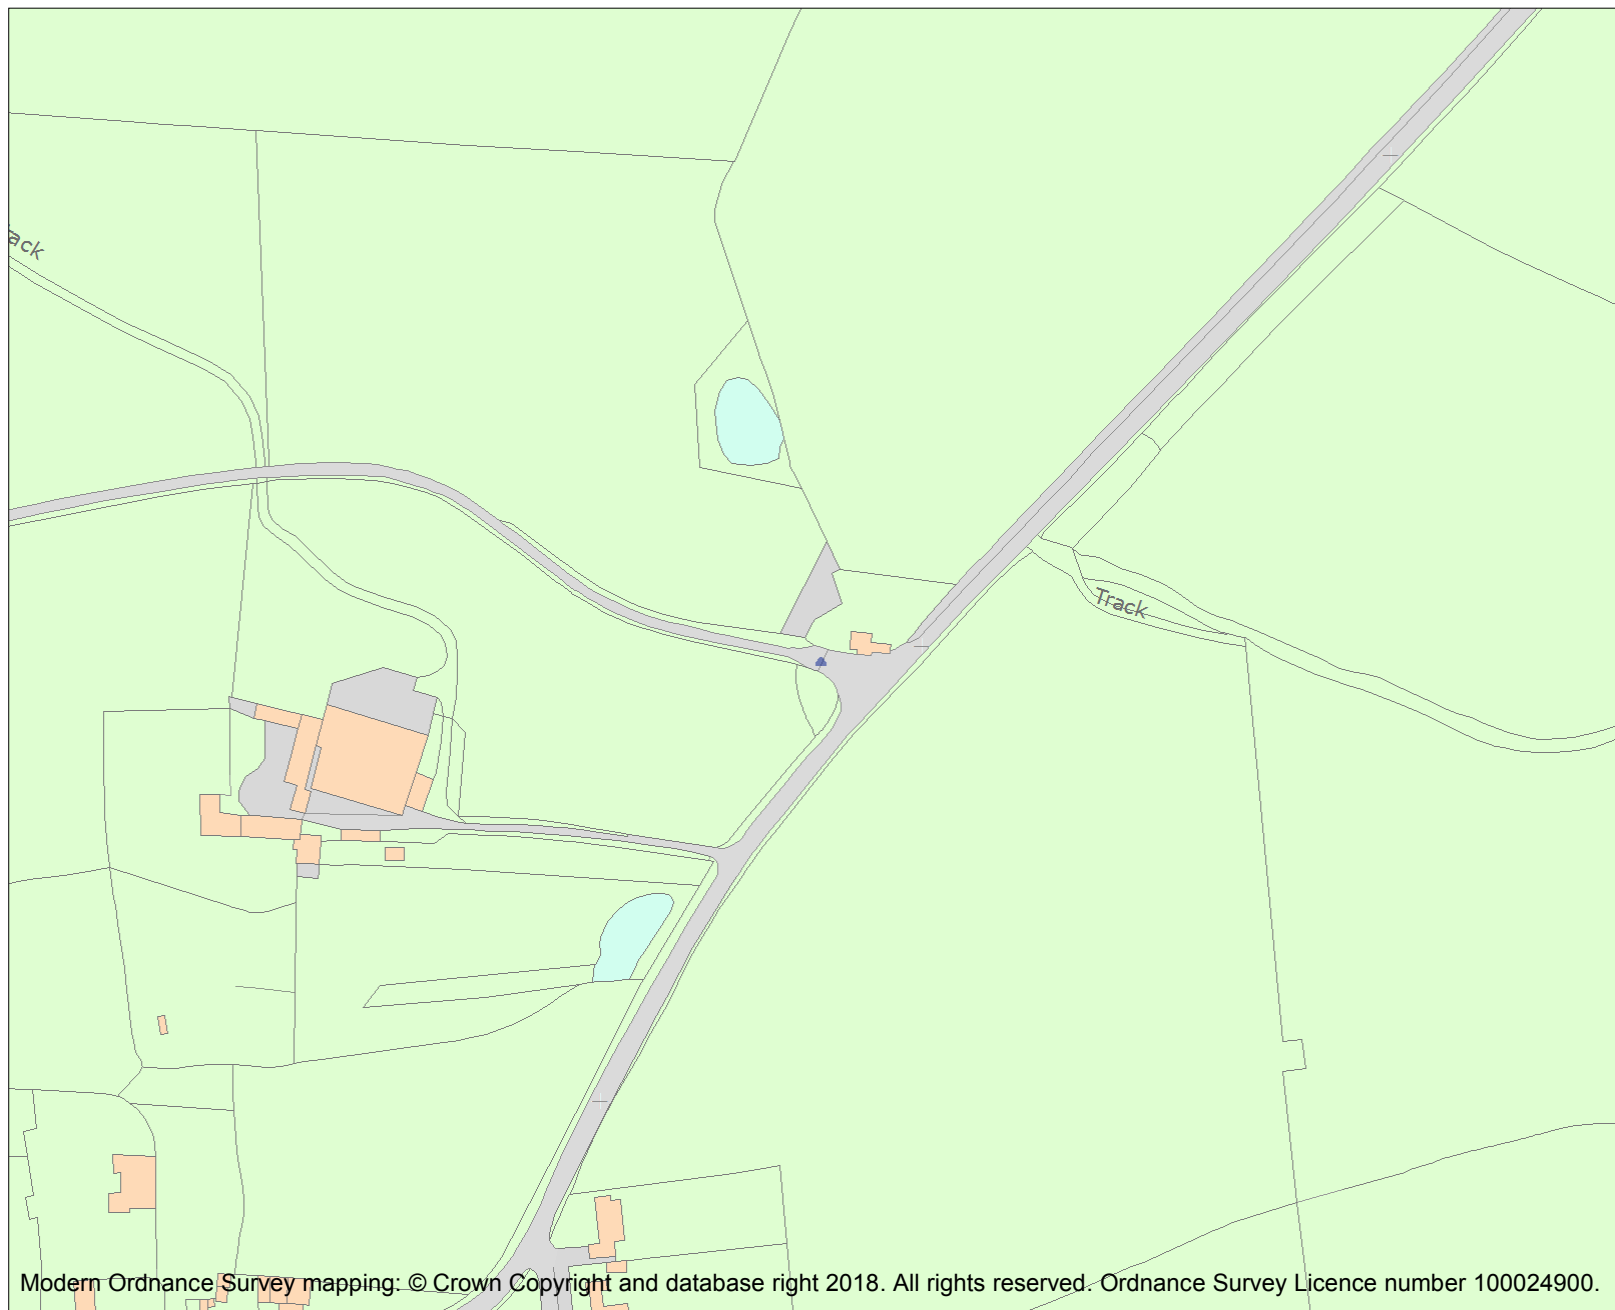 ack
Track
Modern Ordnance Survey mapping: © Crown Copyright and database right 2018. All rights reserved. Ordnance Survey Licence number 100024900.